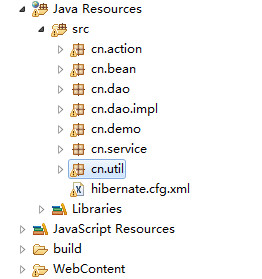 Java Resources
src
cn.action
cn.bean
cn.dao
cn.dao.impl
cn.demo
cn.service
cn.util
hibernate.cfg.xml
Libraries
JavaScript Resources
build
WebContent